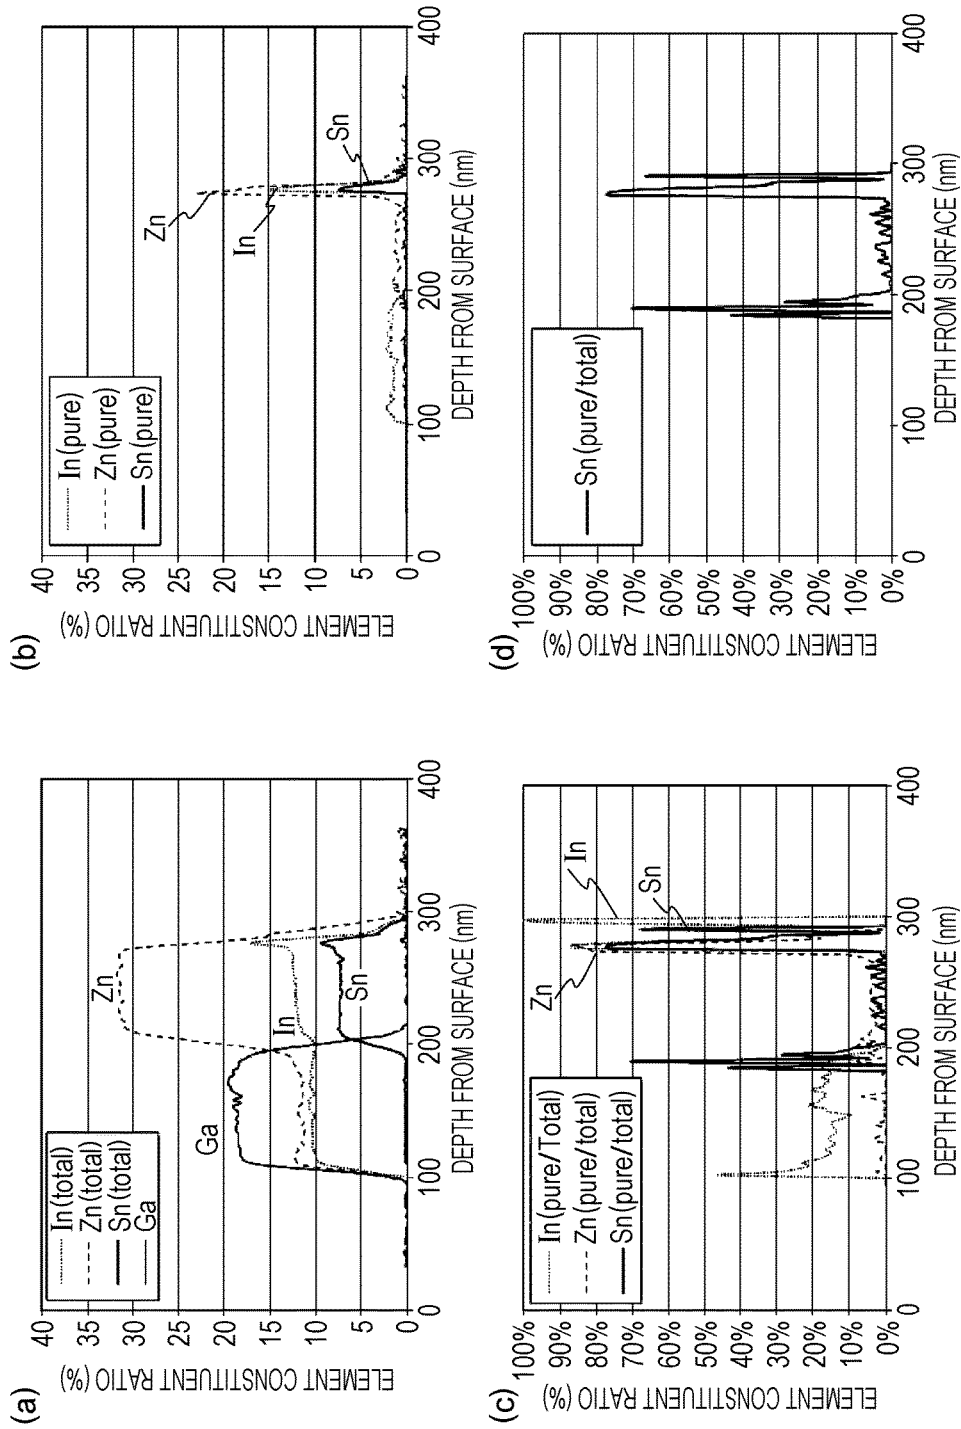 (a)
ELEMENT CONSTITUENT RATIO (%)
40
35
30
25
20
15
10
5
0
In (total)
Zn (total)
Sn (total)
Ga
Ga
Zn
In
Sn
0
100
200
300
400
DEPTH FROM SURFACE (nm)
(b)
ELEMENT CONSTITUENT RATIO (%)
40
35
30
25
20
15
10
5
0
In (pure)
Zn (pure)
Sn (pure)
Zn
In
Sn
0
100
200
300
400
DEPTH FROM SURFACE (nm)
(c)
ELEMENT CONSTITUENT RATIO (%)
100%
90%
80%
70%
60%
50%
40%
30%
20%
10%
0%
In (pure/Total)
Zn (pure/total)
Sn (pure/total)
Zn
In
Sn
0
100
200
300
400
DEPTH FROM SURFACE (nm)
(d)
ELEMENT CONSTITUENT RATIO (%)
100%
90%
80%
70%
60%
50%
40%
30%
20%
10%
0%
Sn (pure/total)
0
100
200
300
400
DEPTH FROM SURFACE (nm)